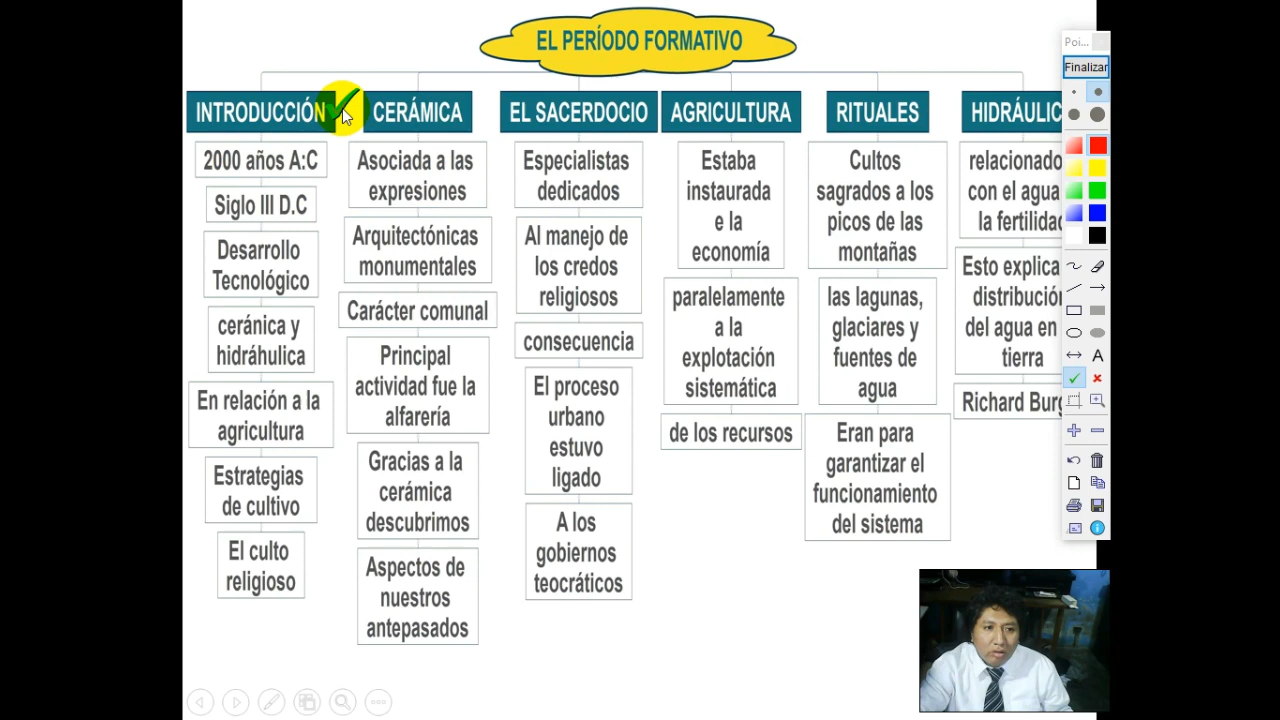 EL PERÍODO FORMATIVO
INTRODUCCIÓN
2000 años A:C
Siglo III D.C
Desarrollo
Tecnológico
ceránica y
hidráhulica
En relación a la
agricultura
Estrategias
de cultivo
El culto
religioso
CERÁMICA
Asociada a las
expresiones
Arquitectónicas
monumentales
Carácter comunal
Principal
actividad fue la
alfarería
Gracias a la
cerámica
descubrimos
Aspectos de
nuestros
antepasados
EL SACERDOCIO
Especialistas
dedicados
Al manejo de
los credos
religiosos
consecuencia
El proceso
urbano
estuvo
ligado
A los
gobiernos
teocráticos
AGRICULTURA
Estaba
instaurada
e la
economía
paralelamente
a la
explotación
sistemática
de los recursos
RITUALES
Cultos
sagrados a los
picos de las
montañas
las lagunas,
glaciares y
fuentes de
agua
Eran para
garantizar el
funcionamiento
del sistema
HIDRÁULIC
relacionado
con el agua
la fertilidad
Esto explica
distribución
del agua en
tierra
Richard Burg
Poi...
Finalizar
A